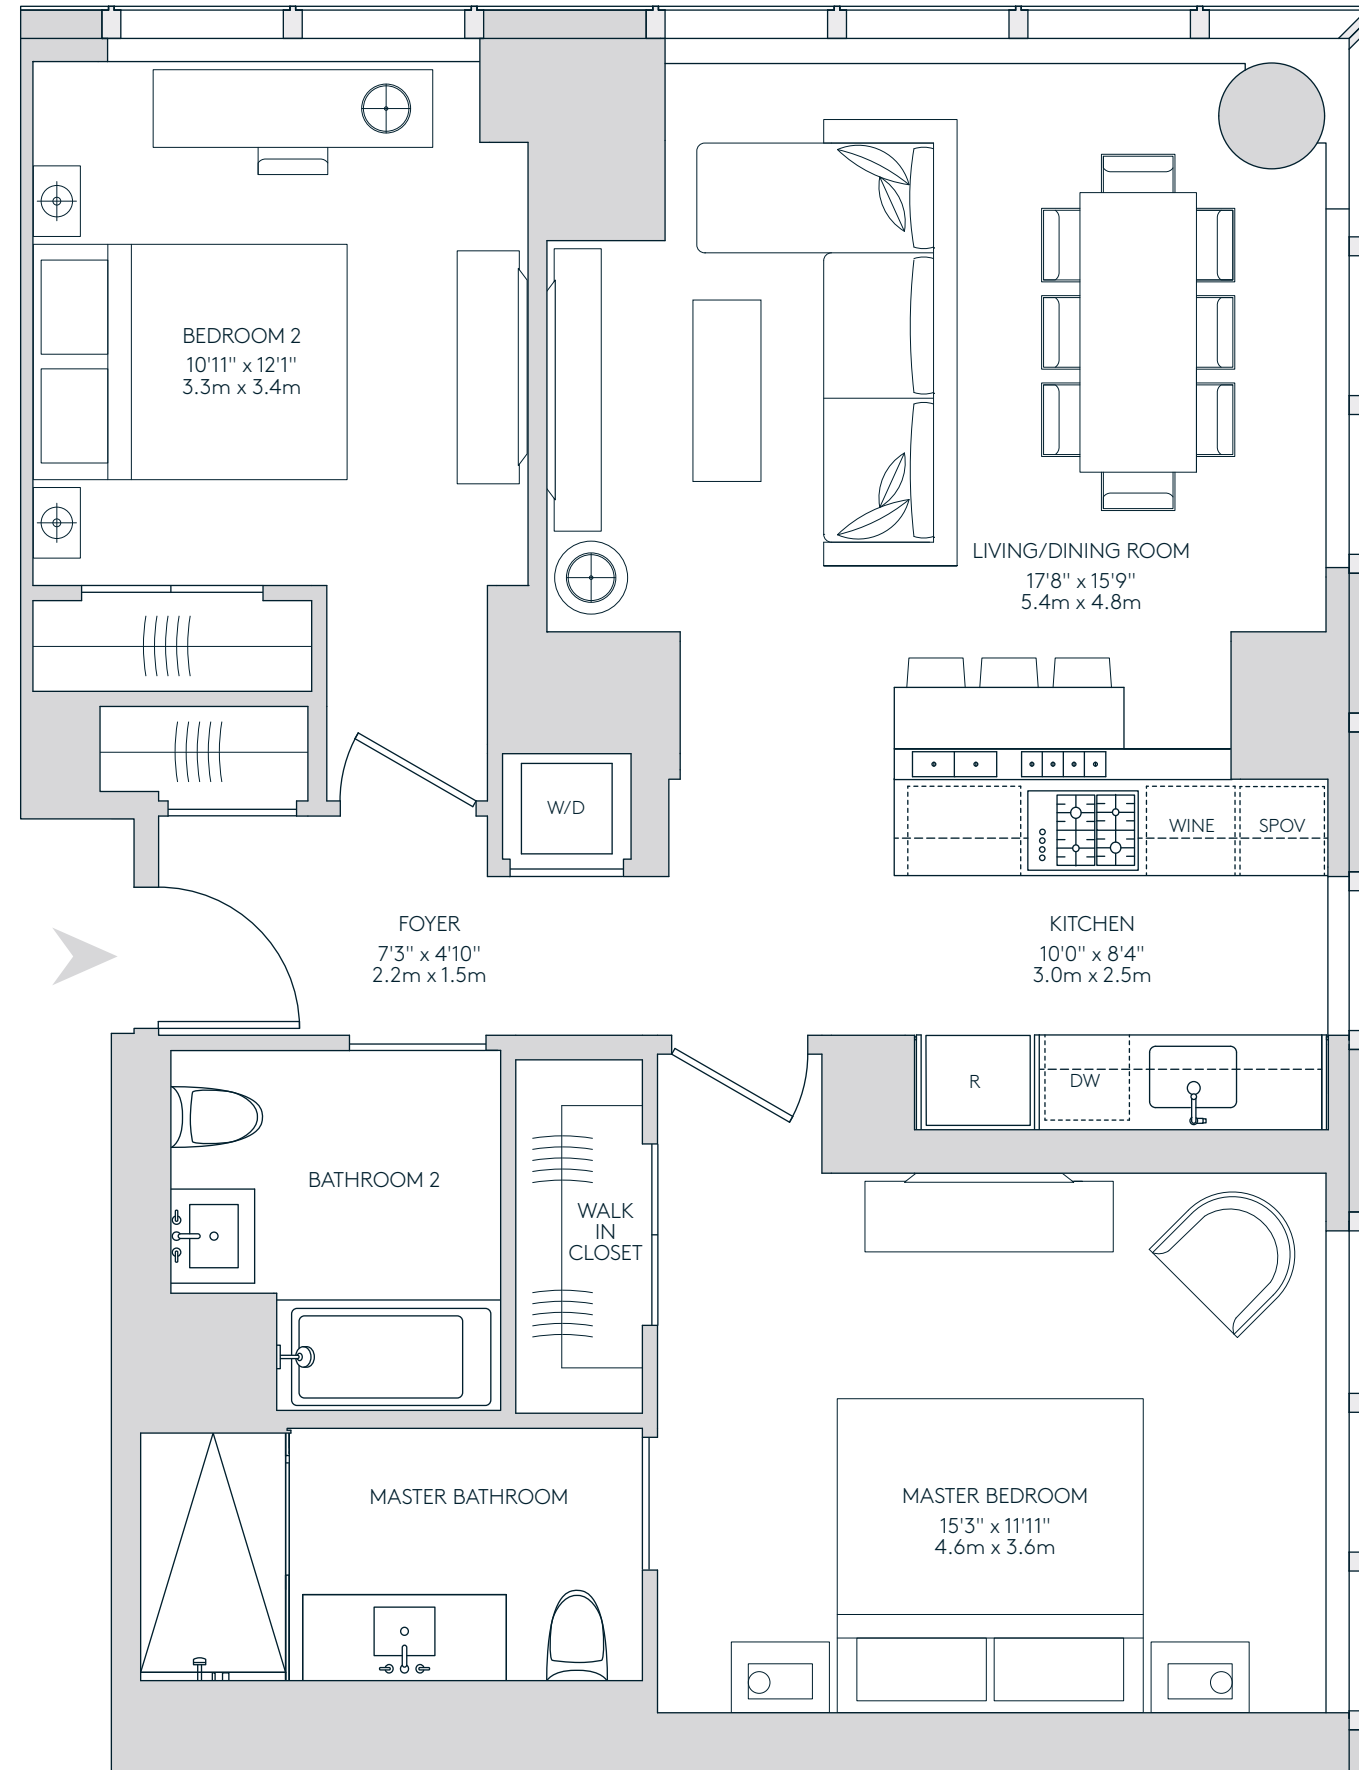 BEDROOM 2
10'11" x 12'1"
3.3m x 3.4m
LIVING/DINING ROOM
17'8" x 15'9"
5.4m x 4.8m
W/D
WINE
SPOV
FOYER
7'3" x 4'10"
2.2m x 1.5m
KITCHEN
10'0" x 8'4"
3.0m x 2.5m
R
DW
BATHROOM 2
WALK
IN
CLOSET
MASTER BATHROOM
MASTER BEDROOM
15'3" x 11'11"
4.6m x 3.6m